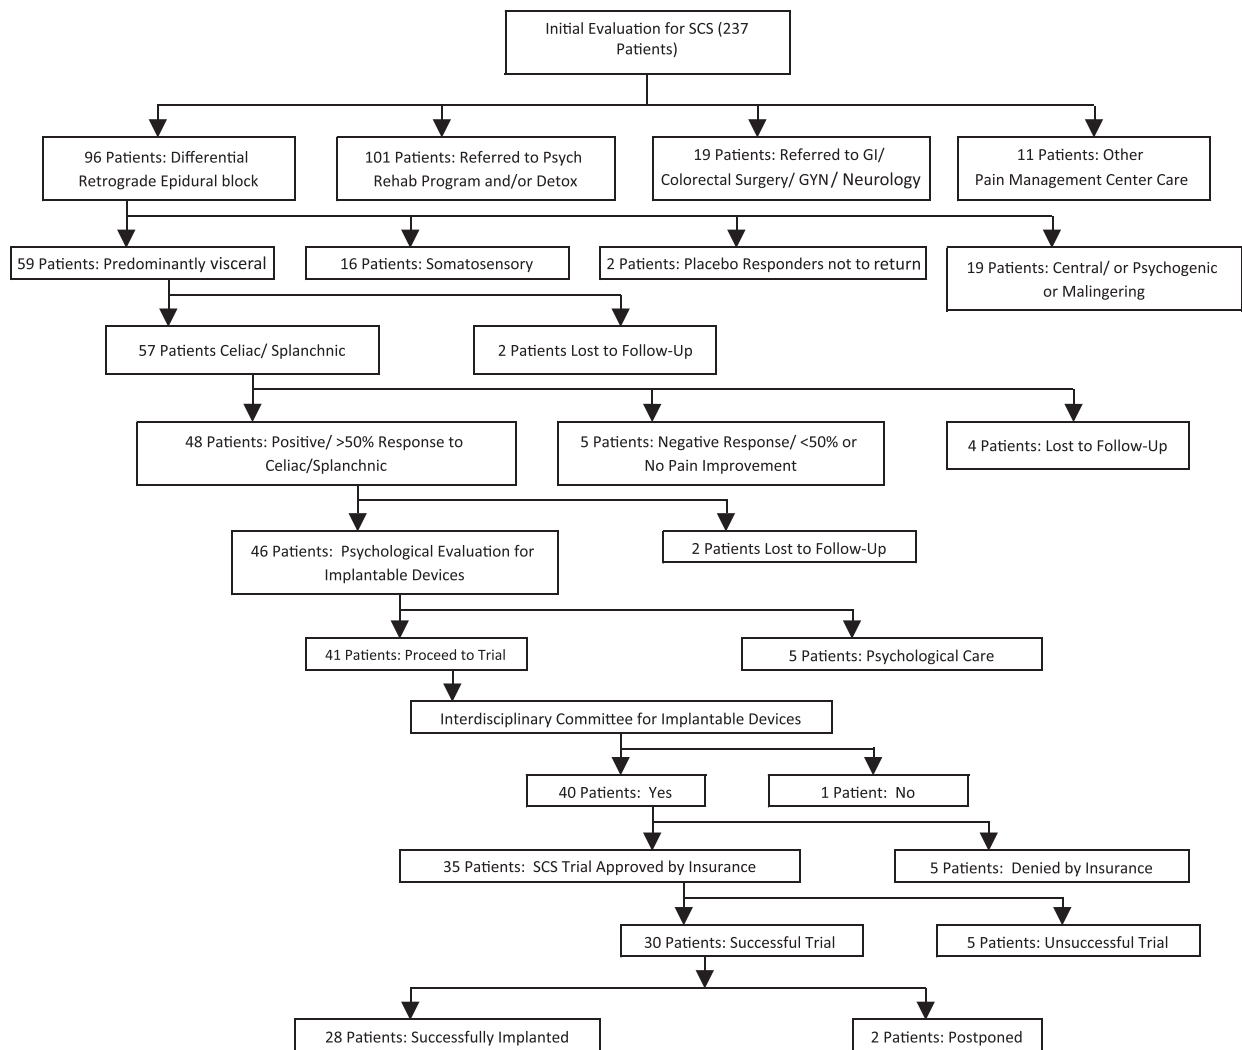 Initial Evaluation for SCS (237
Patients)
96 Patients: Differential
Retrograde Epidural block
101 Patients: Referred to Psych
Rehab Program and/or Detox
19 Patients: Referred to GI/
Colorectal Surgery/ GYN / Neurology
11 Patients: Other
Pain Management Center Care
59 Patients: Predominantly visceral
16 Patients: Somatosensory
2 Patients: Placebo Responders not to return
19 Patients: Central/ or Psychogenic
or Malingering
57 Patients Celiac/ Splanchnic
2 Patients Lost to Follow-Up
48 Patients: Positive/ >50% Response to
Celiac/Splanchnic
5 Patients: Negative Response/ <50% or
No Pain Improvement
4 Patients: Lost to Follow-Up
46 Patients: Psychological Evaluation for
Implantable Devices
2 Patients Lost to Follow-Up
41 Patients: Proceed to Trial
5 Patients: Psychological Care
Interdisciplinary Committee for Implantable Devices
40 Patients: Yes
1 Patient: No
35 Patients: SCS Trial Approved by Insurance
5 Patients: Denied by Insurance
30 Patients: Successful Trial
5 Patients: Unsuccessful Trial
28 Patients: Successfully Implanted
2 Patients: Postponed